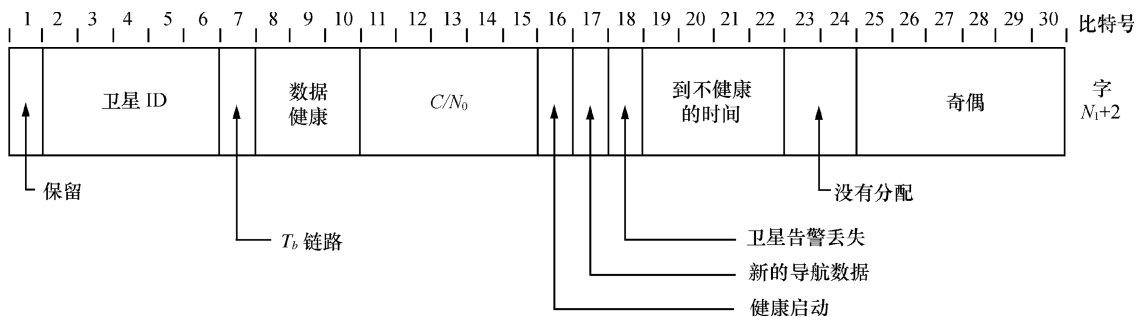 1 2 3 4 5 6 7 8 9 10 11 12 13 14 15 16 17 18 19 20 21 22 23 24 25 26 27 28 29 30 比特号
卫星 ID
数据
健康
C/N₀
到不健康
的时间
奇偶
字
N₁+2
保留
T_b 链路
没有分配
卫星告警丢失
新的导航数据
健康启动